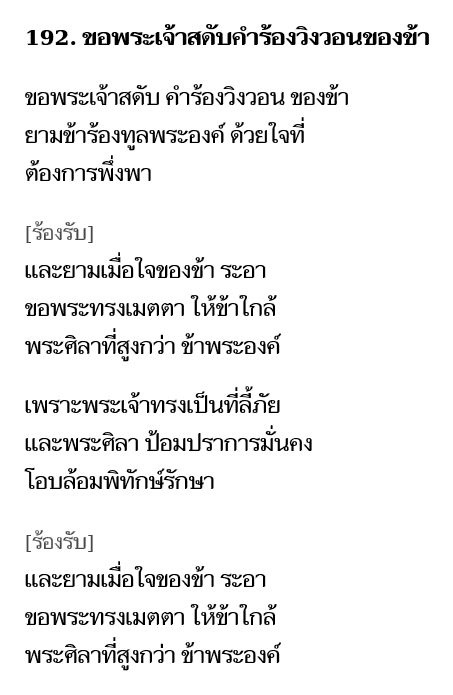 192. ขอพระเจ้าสดับคำร้องวิงวอนของข้า
ขอพระเจ้าสดับ คำร้องวิงวอน ของข้า
ยามข้าร้องทูลพระองค์ ด้วยใจที่
ต้องการพึ่งพา
[ร้องรับ]
และยามเมื่อใจของข้า ระอา
ขอพระทรงเมตตา ให้ข้าใกล้
พระศิลาที่สูงกว่า ข้าพระองค์
เพราะพระเจ้าทรงเป็นที่ลี้ภัย
และพระศิลา ป้อมปราการมั่นคง
โอบล้อมพิทักษ์รักษา
[ร้องรับ]
และยามเมื่อใจของข้า ระอา
ขอพระทรงเมตตา ให้ข้าใกล้
พระศิลาที่สูงกว่า ข้าพระองค์